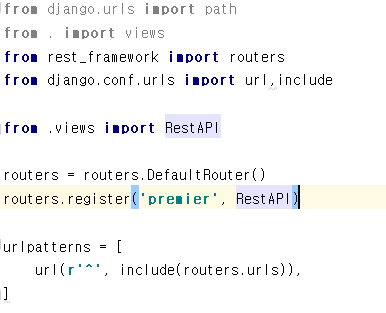 from django.urls import path
from . import views
from rest_framework import routers
from django.conf.urls import url,include
from .views import RestAPI
routers = routers.DefaultRouter()
routers.register('premier', RestAPI)
urlpatterns = [
url(r'^', include(routers.urls)),
]